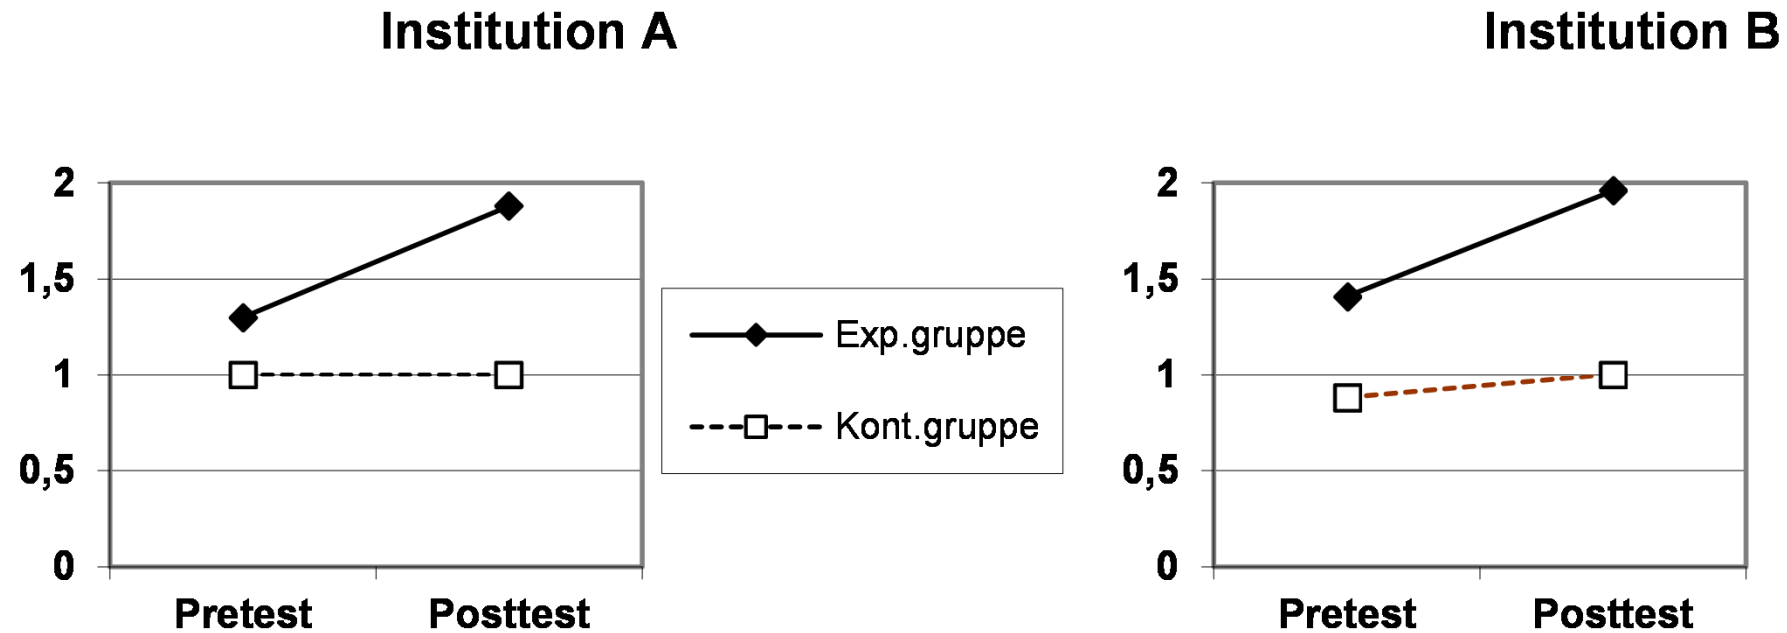 Institution A
2
1,5
1
0,5
0
Pretest Posttest
Exp.gruppe
Kont.gruppe
Institution B
2
1,5
1
0,5
0
Pretest Posttest